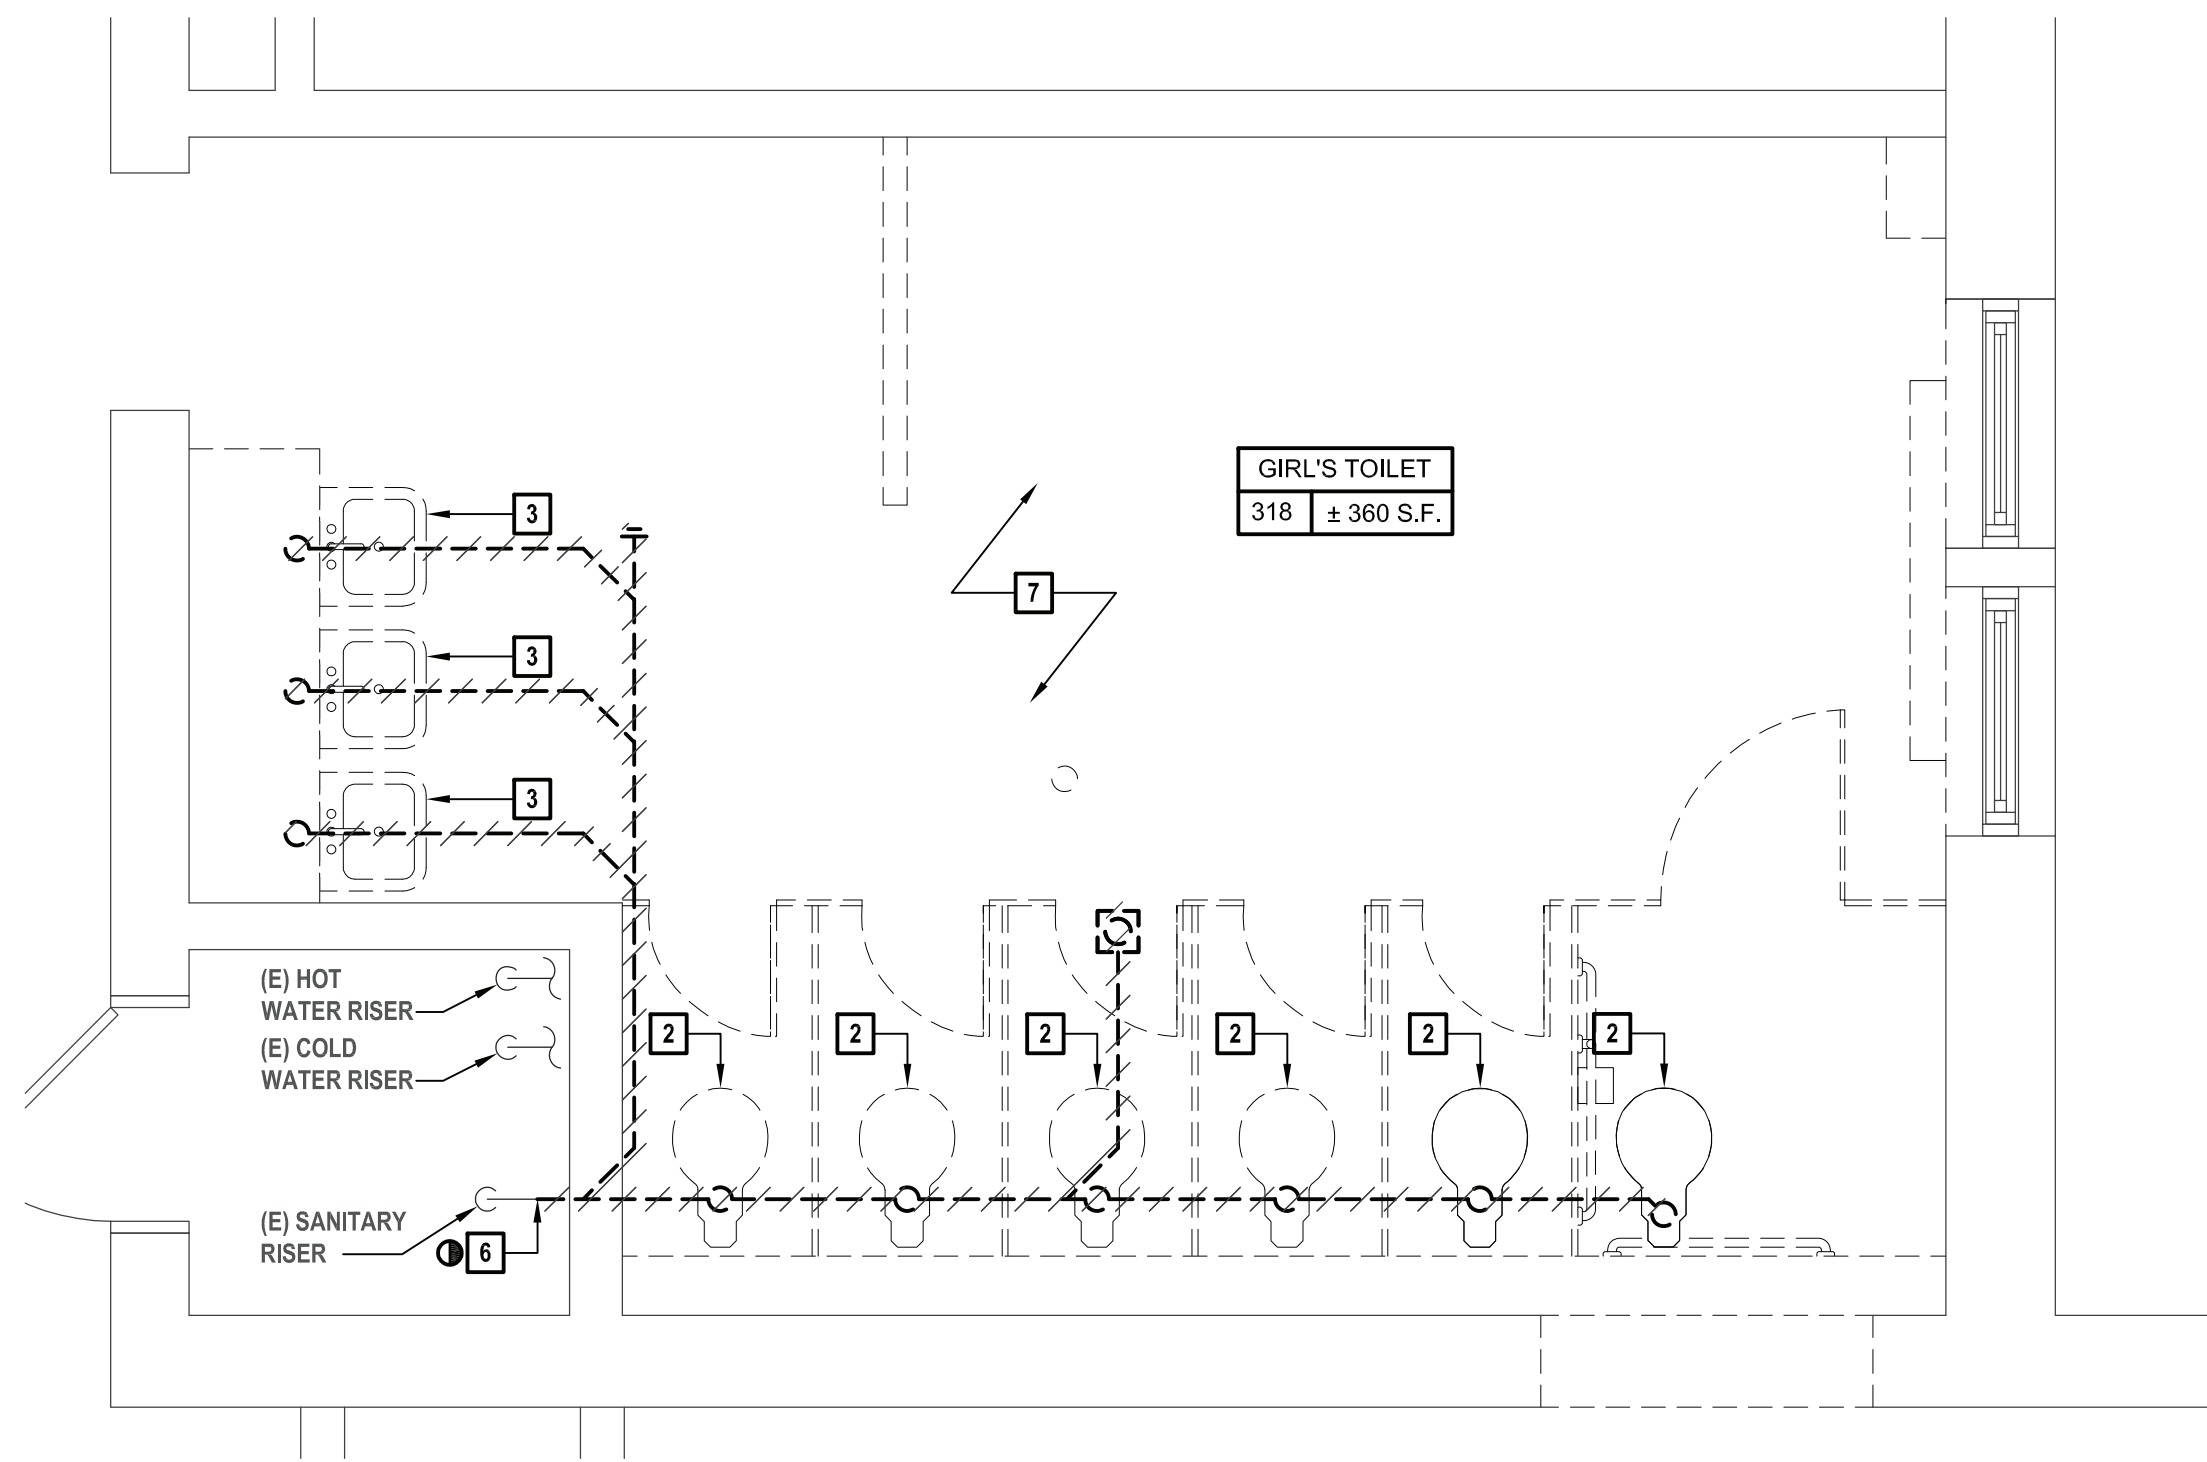 GIRL'S TOILET
318 ± 360 S.F.
3
7
3
3
(E) HOT
WATER RISER
(E) COLD
WATER RISER
2 2 2 2 2 2
(E) SANITARY
RISER
6